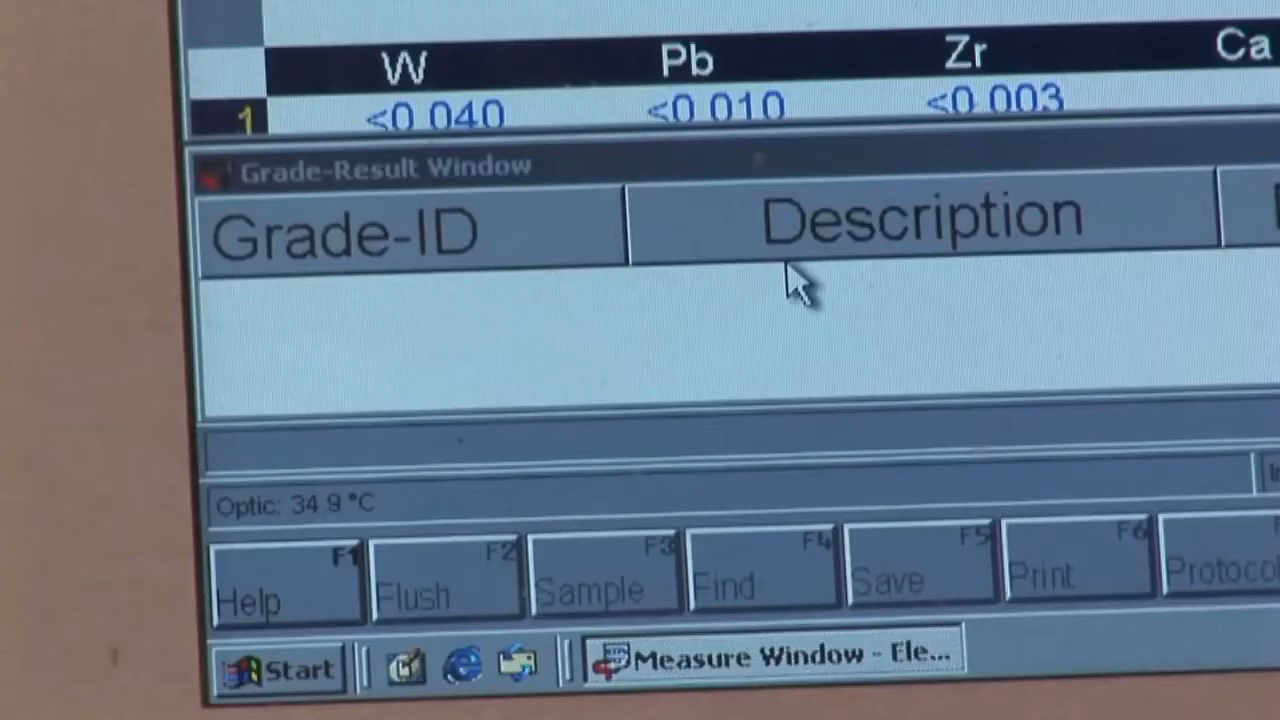 W Pb Zr Ca
1 <0.040 <0.010 <0.003
Grade-Result Window
Grade-ID Description
Optic: 34.9 °C
F1 F2 F3 F4 F5 F6
Help Flush Sample Find Save Print Protocol
Start Measure Window - Ele...